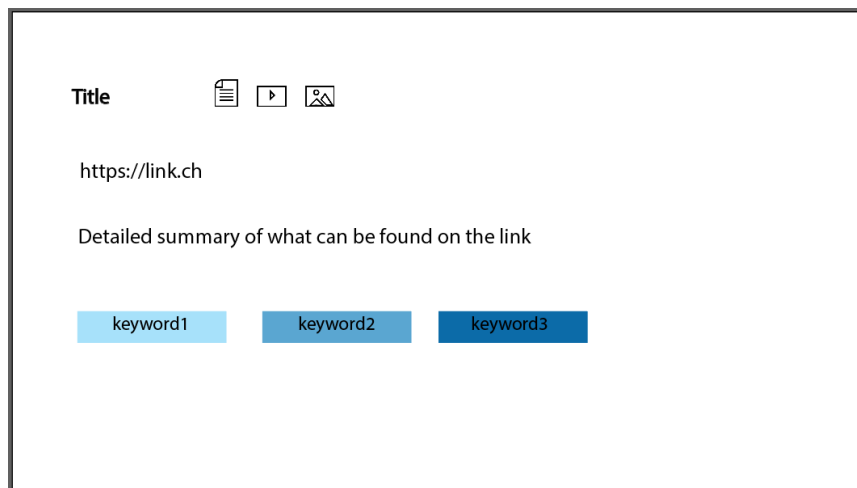 Title
https://link.ch
Detailed summary of what can be found on the link
keyword1 keyword2 keyword3